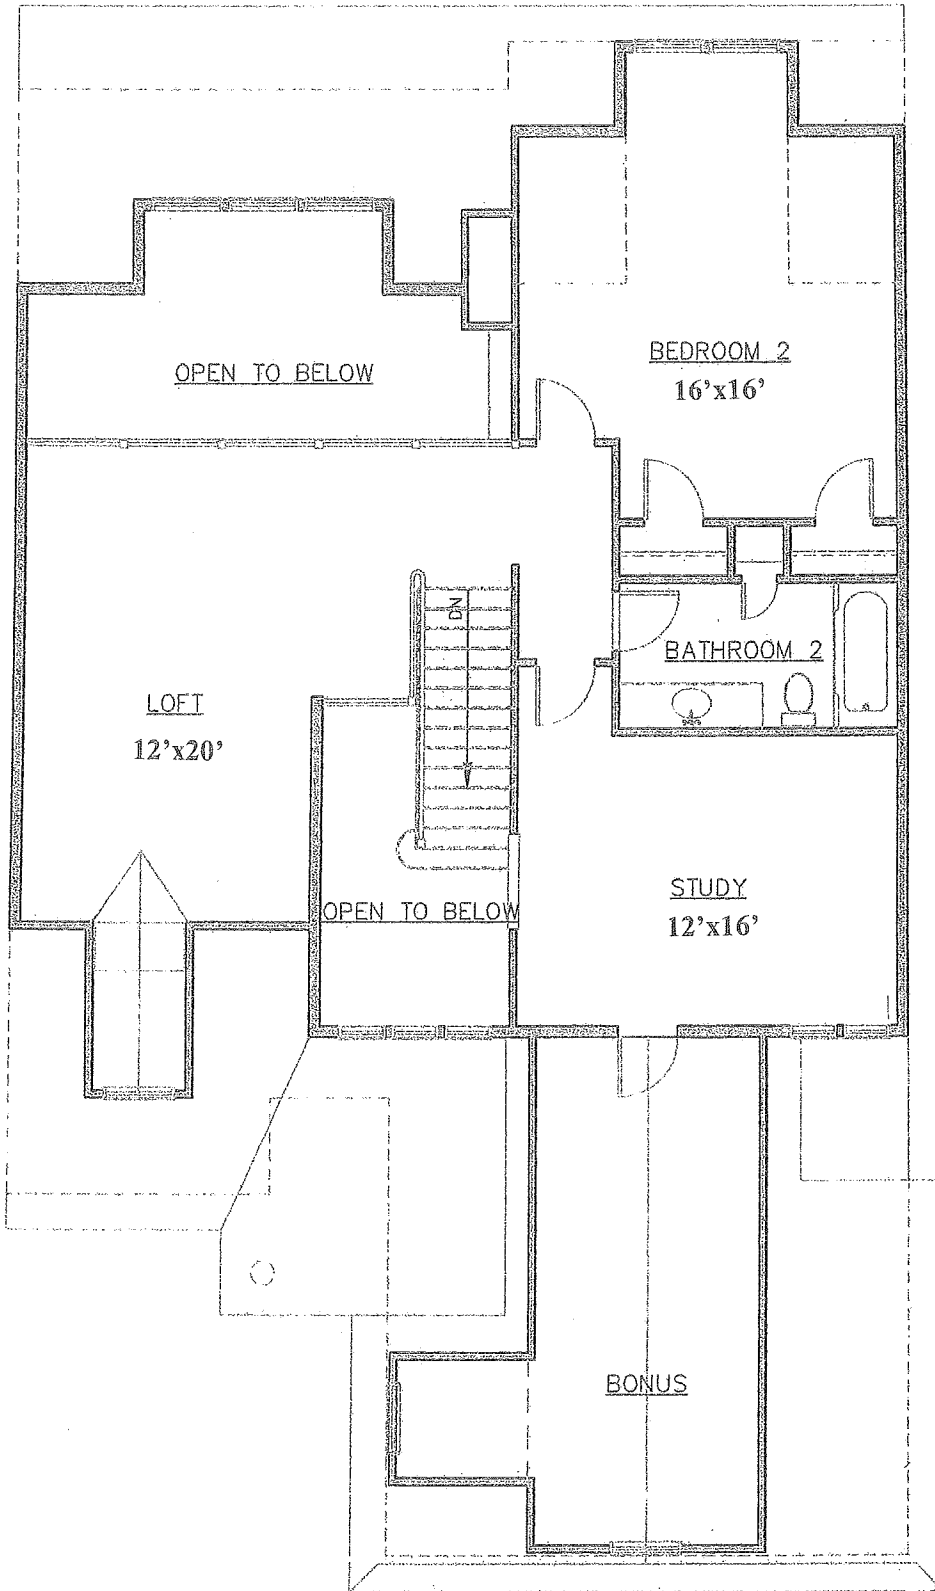 BEDROOM 2
16'x16'
OPEN TO BELOW
DN
BATHROOM 2
LOFT
12'x20'
STUDY
12'x16'
OPEN TO BELOW
BONUS